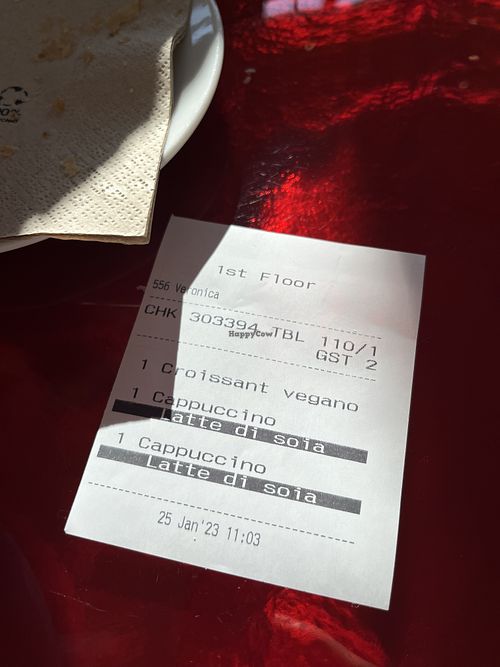 1st Floor
556 Veronica
CHK 303394 TBL 110/1
GST 2
1 Croissant vegano
1 Cappuccino
Latte di soia
1 Cappuccino
Latte di soia
25 Jan'23 11:03
HappyCow